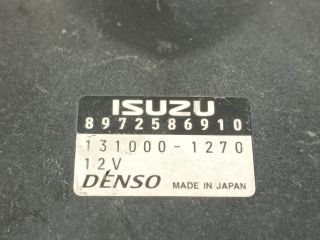 ISUZU
8972586910
131000-1270
12V
DENSO MADE IN JAPAN